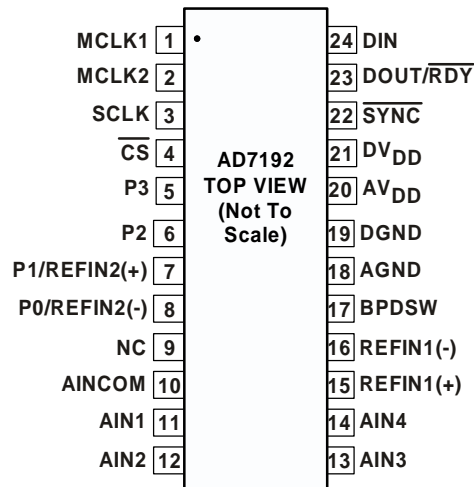 MCLK1 1 24 DIN
MCLK2 2 23 DOUT/RDY
SCLK 3 22 SYNC
CS 4 21 DVDD
AD7192
P3 5 TOP VIEW 20 AVDD
(Not To
P2 6 Scale) 19 DGND
P1/REFIN2(+) 7 18 AGND
P0/REFIN2(-) 8 17 BPDSW
NC 9 16 REFIN1(-)
AINCOM 10 15 REFIN1(+)
AIN1 11 14 AIN4
AIN2 12 13 AIN3